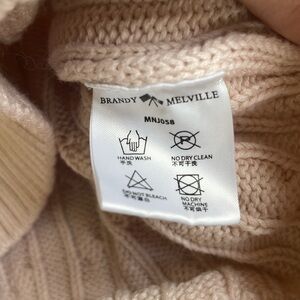 BRANDY MELVILLE
MNJ058
HAND WASH
手洗
NO DRY CLEAN
不可干洗
DO NOT BLEACH
不可漂白
NO DRY
MACHINE
不可烘干